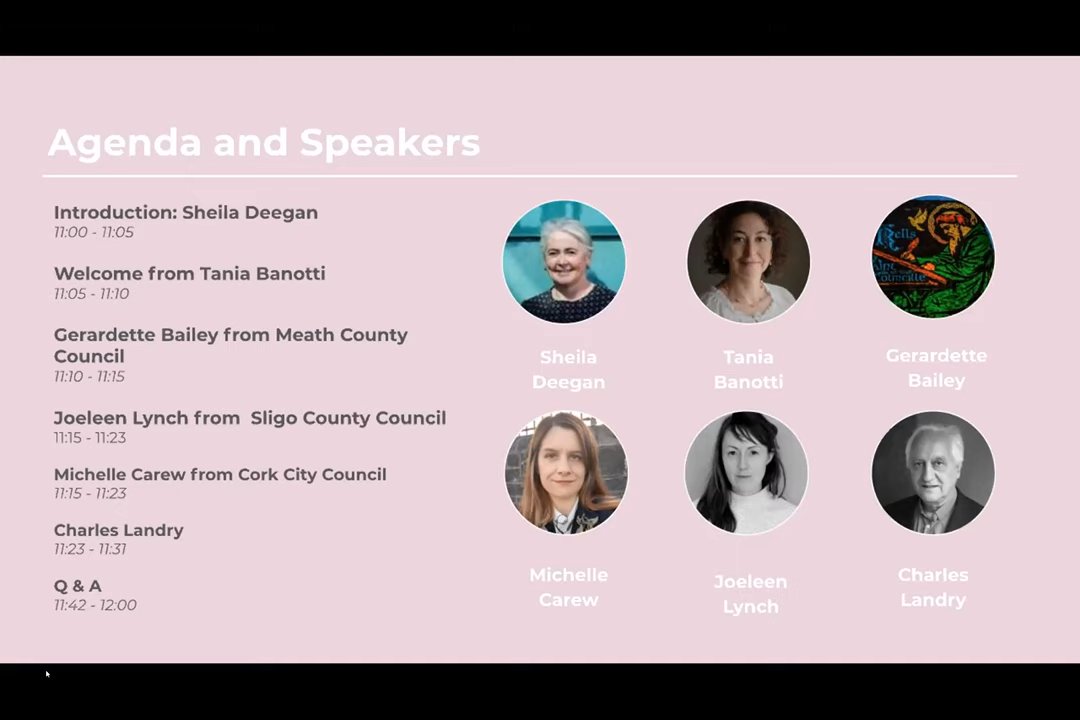 Agenda and Speakers
Introduction: Sheila Deegan
11:00 - 11:05
Welcome from Tania Banotti
11:05 - 11:10
Gerardette Bailey from Meath County
Council
11:10 - 11:15
Joeleen Lynch from  Sligo County Council
11:15 - 11:23
Michelle Carew from Cork City Council
11:15 - 11:23
Charles Landry
11:23 - 11:31
Q & A
11:42 - 12:00
Sheila
Deegan
Tania
Banotti
Kells
Gerardette
Bailey
Michelle
Carew
Joeleen
Lynch
Charles
Landry